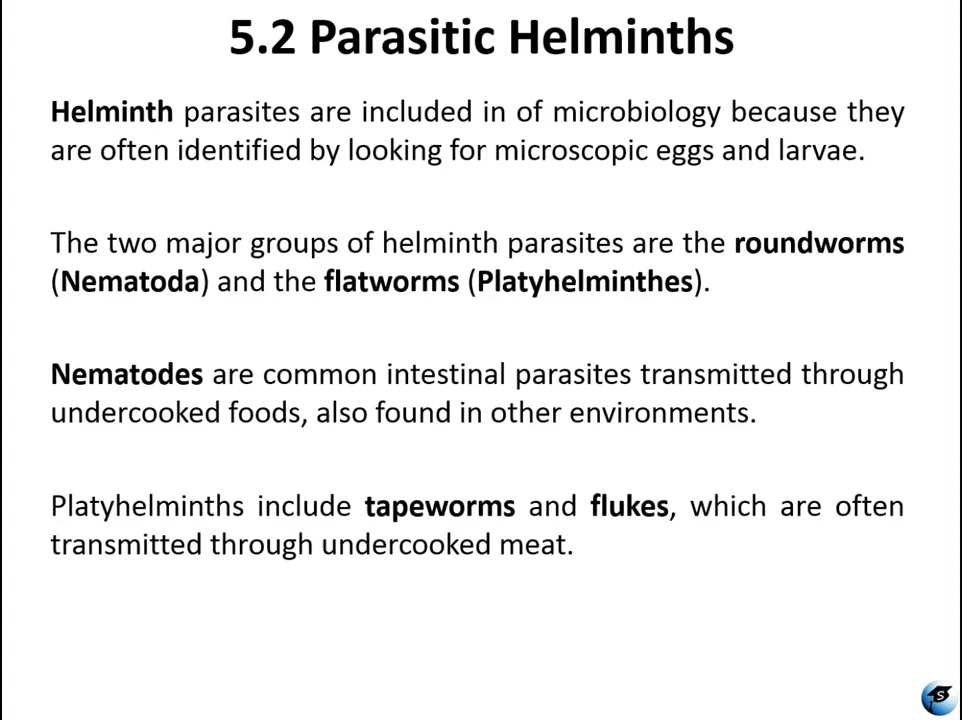 5.2 Parasitic Helminths
Helminth parasites are included in of microbiology because they
are often identified by looking for microscopic eggs and larvae.
The two major groups of helminth parasites are the roundworms
(Nematoda) and the flatworms (Platyhelminthes).
Nematodes are common intestinal parasites transmitted through
undercooked foods, also found in other environments.
Platyhelminths include tapeworms and flukes, which are often
transmitted through undercooked meat.
S